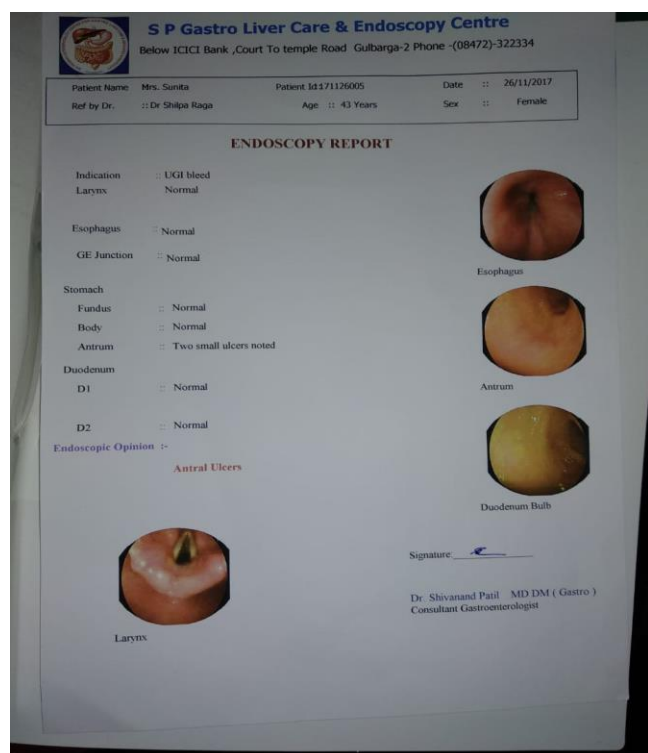 S P Gastro Liver Care & Endoscopy Centre
Below ICICI Bank ,Court To temple Road Gulbarga-2 Phone -(08472)-322334
Patient Name Mrs. Sunita Patient Id:171126005 Date :: 26/11/2017
Ref by Dr. :: Dr Shilpa Raga Age :: 43 Years Sex :: Female
ENDOSCOPY REPORT
Indication :: UGI bleed
Larynx Normal
Esophagus :: Normal
GE Junction :: Normal
Esophagus
Stomach
Fundus :: Normal
Body :: Normal
Antrum :: Two small ulcers noted
Duodenum
D1 :: Normal
Antrum
D2 :: Normal
Endoscopic Opinion :-
Antral Ulcers
Duodenum Bulb
Signature:
Dr. Shivanand Patil MD DM ( Gastro )
Consultant Gastroenterologist
Larynx